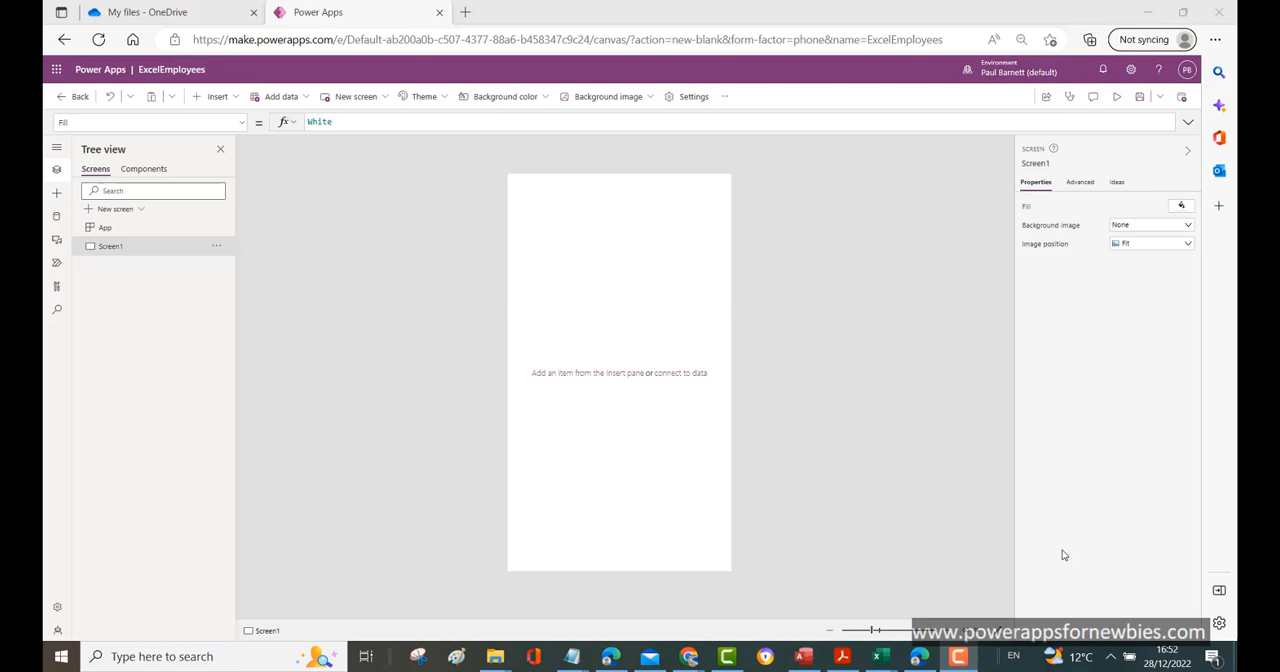 My files - OneDrive
Power Apps
https://make.powerapps.com/e/Default-ab200a0b-c507-4377-88a6-b458347c9c24/canvas/?action=new-blank&form-factor=phone&name=ExcelEmployees
Not syncing
Power Apps | ExcelEmployees
Environment
Paul Barnett (default)
PB
Back
Insert
Add data
New screen
Theme
Background color
Background image
Settings
Fill
=
fx
White
Tree view
Screens
Components
Search
New screen
App
Screen1
Add an item from the Insert pane or connect to data
SCREEN
Screen1
Properties
Advanced
Ideas
Fill
Background image
None
Image position
Fit
Screen1
www.powerappsfornewbies.com
Type here to search
EN
12°C
16:52
28/12/2022
1